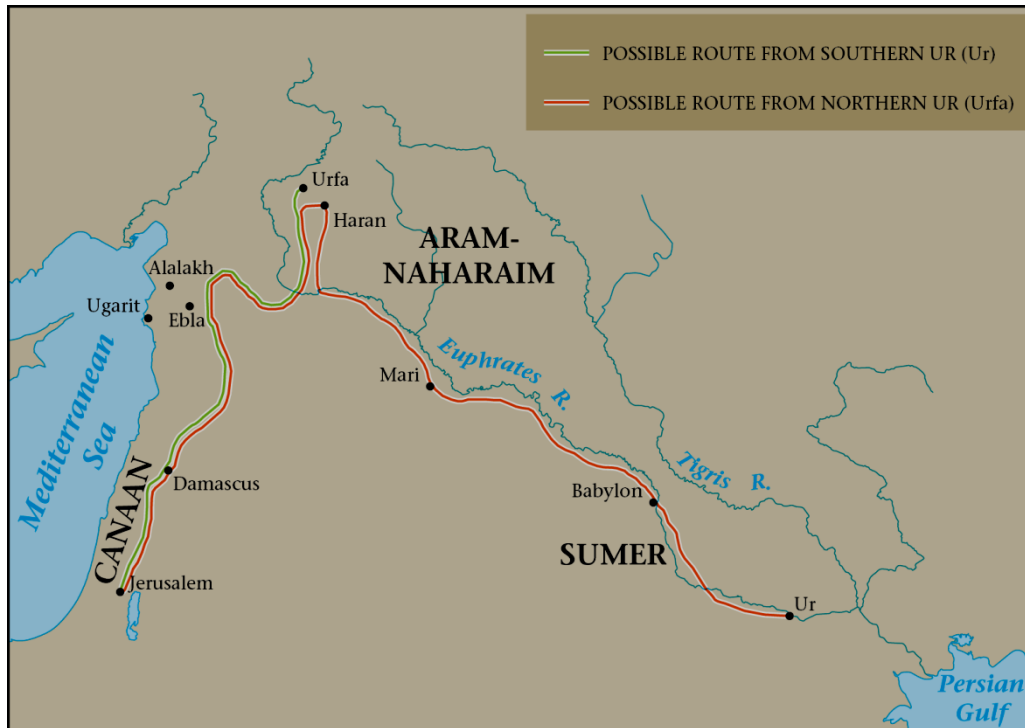 POSSIBLE ROUTE FROM SOUTHERN UR (Ur)
POSSIBLE ROUTE FROM NORTHERN UR (Urfa)
Urfa
Haran
ARAM-
NAHARAIM
Alalakh
Ugarit
Ebla
Mari
Euphrates R.
Mediterranean
Sea
CANAAN
Damascus
Tigris R.
Babylon
SUMER
Jerusalem
Ur
Persian
Gulf